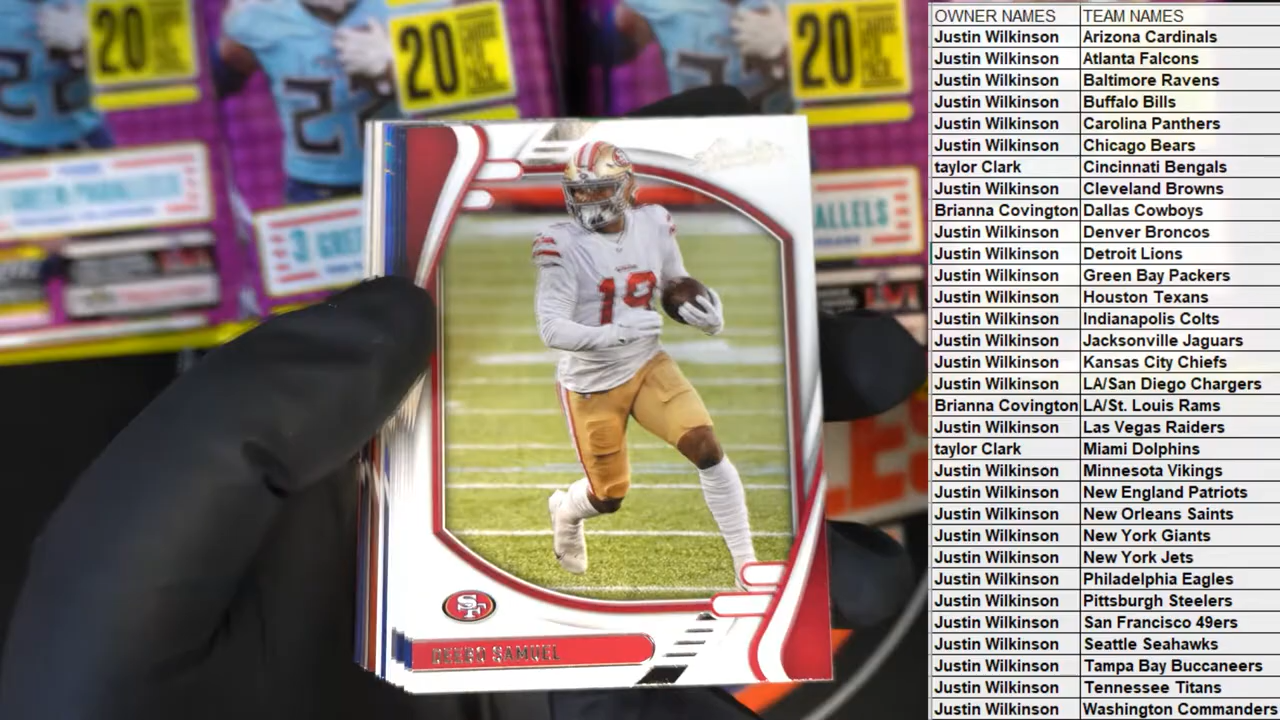 20
20
20
22
3
ALLELS
19
SF
DEEBO SAMUEL
OWNER NAMES TEAM NAMES
Justin Wilkinson Arizona Cardinals
Justin Wilkinson Atlanta Falcons
Justin Wilkinson Baltimore Ravens
Justin Wilkinson Buffalo Bills
Justin Wilkinson Carolina Panthers
Justin Wilkinson Chicago Bears
taylor Clark Cincinnati Bengals
Justin Wilkinson Cleveland Browns
Brianna Covington Dallas Cowboys
Justin Wilkinson Denver Broncos
Justin Wilkinson Detroit Lions
Justin Wilkinson Green Bay Packers
Justin Wilkinson Houston Texans
Justin Wilkinson Indianapolis Colts
Justin Wilkinson Jacksonville Jaguars
Justin Wilkinson Kansas City Chiefs
Justin Wilkinson LA/San Diego Chargers
Brianna Covington LA/St. Louis Rams
Justin Wilkinson Las Vegas Raiders
taylor Clark Miami Dolphins
Justin Wilkinson Minnesota Vikings
Justin Wilkinson New England Patriots
Justin Wilkinson New Orleans Saints
Justin Wilkinson New York Giants
Justin Wilkinson New York Jets
Justin Wilkinson Philadelphia Eagles
Justin Wilkinson Pittsburgh Steelers
Justin Wilkinson San Francisco 49ers
Justin Wilkinson Seattle Seahawks
Justin Wilkinson Tampa Bay Buccaneers
Justin Wilkinson Tennessee Titans
Justin Wilkinson Washington Commanders